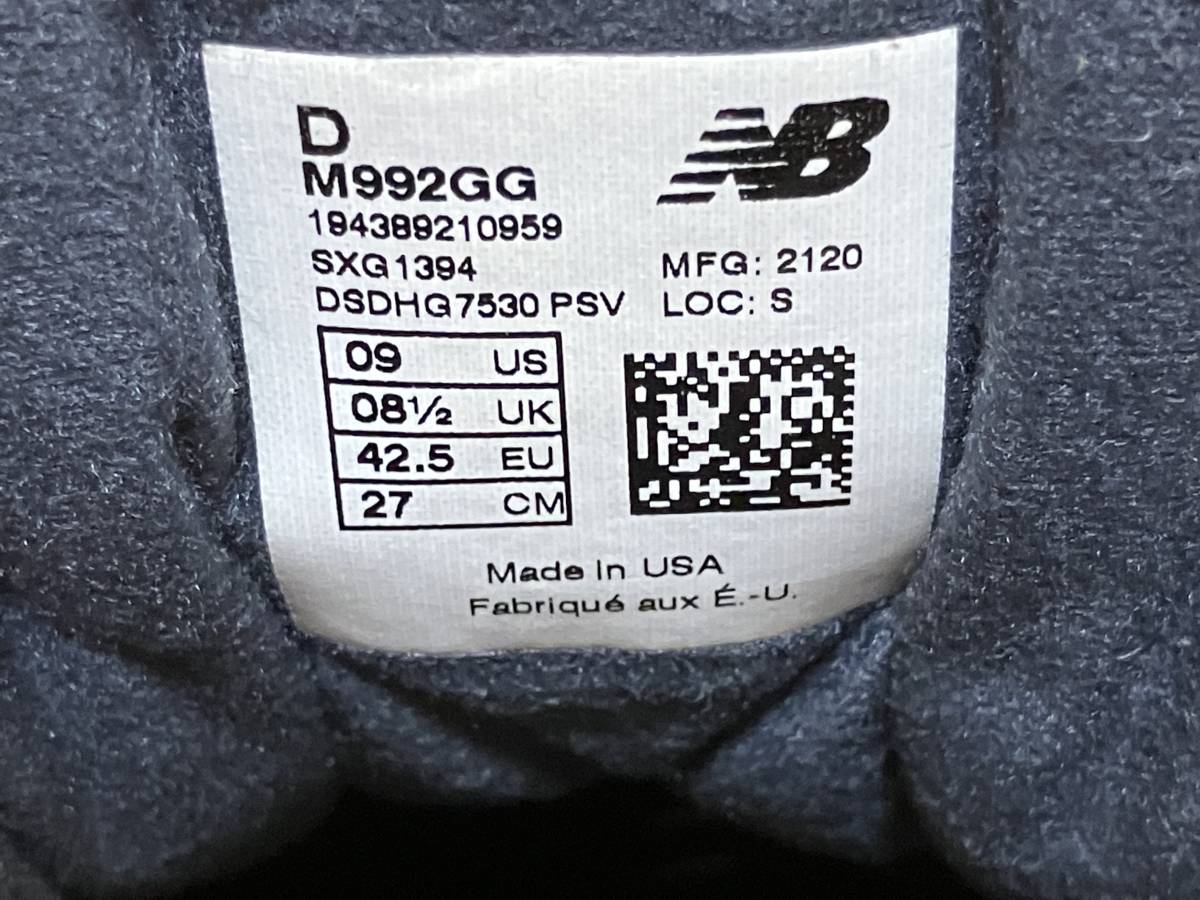 D
NB
M992GG
194389210959
SXG1394
MFG: 2120
DSDHG7530 PSV
LOC: S
09 US
08½ UK
42.5 EU
27 CM
Made in USA
Fabriqué aux É.-U.